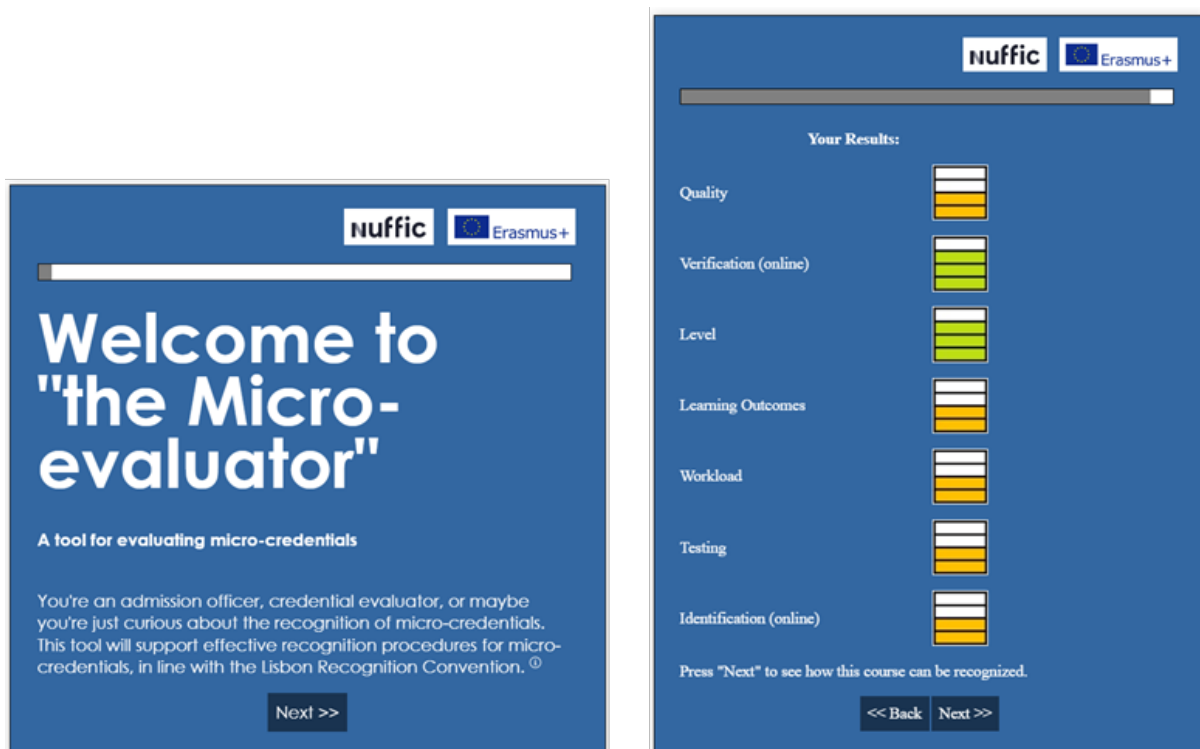 Nuffic
Erasmus+
Welcome to
"the Micro-
evaluator"
A tool for evaluating micro-credentials
You're an admission officer, credential evaluator, or maybe
you're just curious about the recognition of micro-credentials.
This tool will support effective recognition procedures for micro-
credentials, in line with the Lisbon Recognition Convention. ⓘ
Next >>
Nuffic
Erasmus+
Your Results:
Quality
Verification (online)
Level
Learning Outcomes
Workload
Testing
Identification (online)
Press "Next" to see how this course can be recognized.
<< Back Next >>